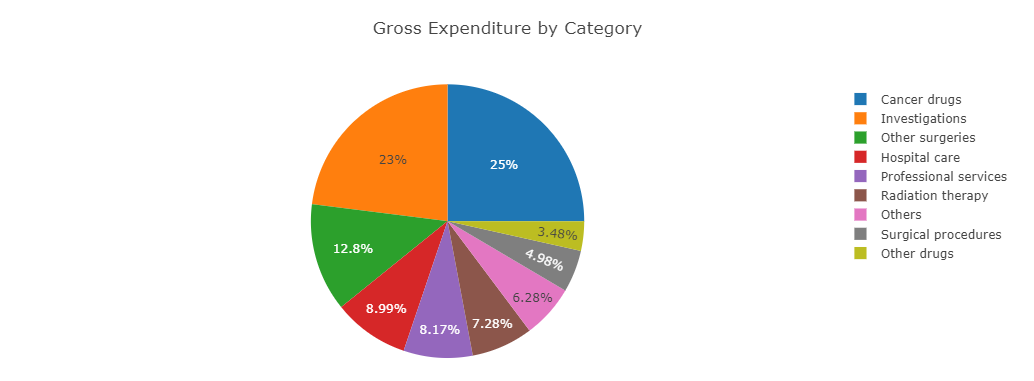 Gross Expenditure by Category
25%
23%
12.8%
8.99%
8.17%
7.28%
6.28%
4.98%
3.48%
Cancer drugs
Investigations
Other surgeries
Hospital care
Professional services
Radiation therapy
Others
Surgical procedures
Other drugs